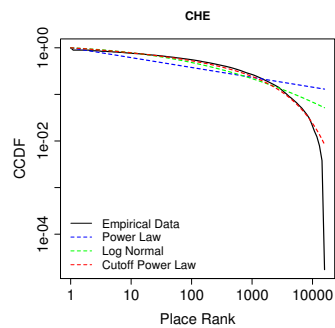 CHE
CCDF
1e+00
1e-02
1e-04
Empirical Data
Power Law
Log Normal
Cutoff Power Law
1 10 100 1000 10000
Place Rank